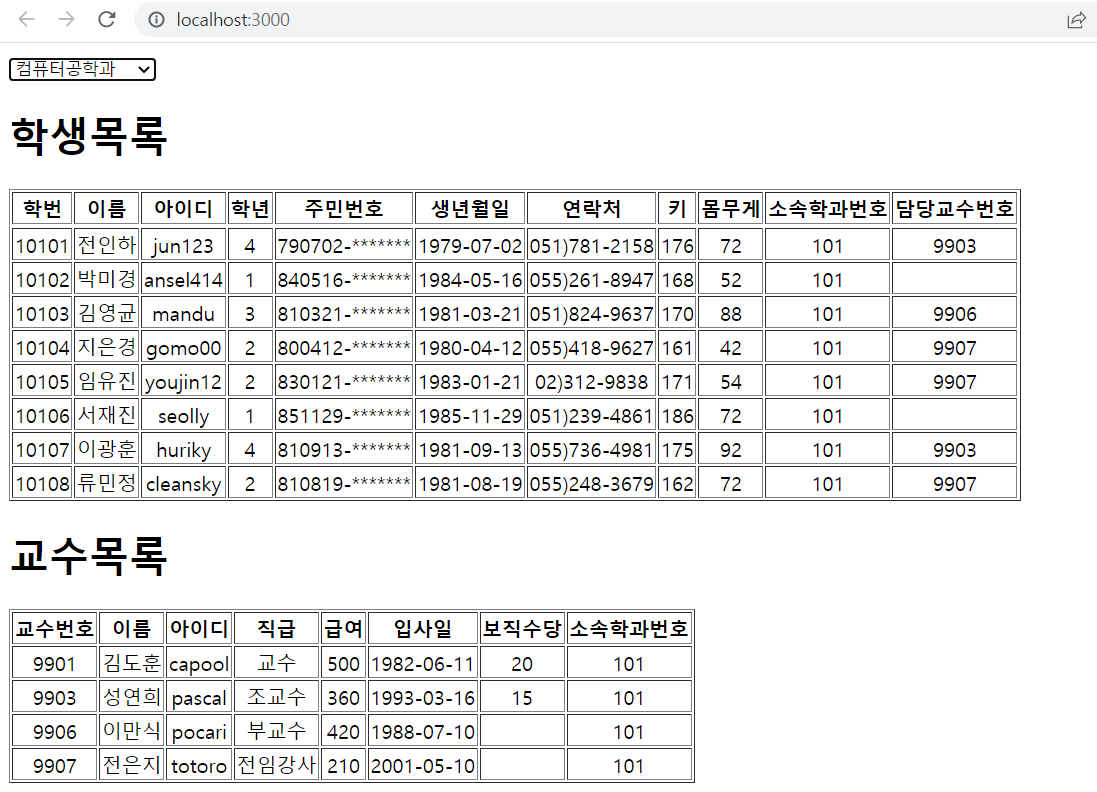 localhost:3000
컴퓨터공학과
학생목록
학번 이름 아이디 학년 주민번호 생년월일 연락처 키 몸무게 소속학과번호 담당교수번호
10101 전인하 jun123 4 790702-******* 1979-07-02 051)781-2158 176 72 101 9903
10102 박미경 ansel414 1 840516-******* 1984-05-16 055)261-8947 168 52 101
10103 김영균 mandu 3 810321-******* 1981-03-21 051)824-9637 170 88 101 9906
10104 지은경 gomo00 2 800412-******* 1980-04-12 055)418-9627 161 42 101 9907
10105 임유진 youjin12 2 830121-******* 1983-01-21 02)312-9838 171 54 101 9907
10106 서재진 seolly 1 851129-******* 1985-11-29 051)239-4861 186 72 101
10107 이광훈 huriky 4 810913-******* 1981-09-13 055)736-4981 175 92 101 9903
10108 류민정 cleansky 2 810819-******* 1981-08-19 055)248-3679 162 72 101 9907
교수목록
교수번호 이름 아이디 직급 급여 입사일 보직수당 소속학과번호
9901 김도훈 capool 교수 500 1982-06-11 20 101
9903 성연희 pascal 조교수 360 1993-03-16 15 101
9906 이만식 pocari 부교수 420 1988-07-10 101
9907 전은지 totoro 전임강사 210 2001-05-10 101